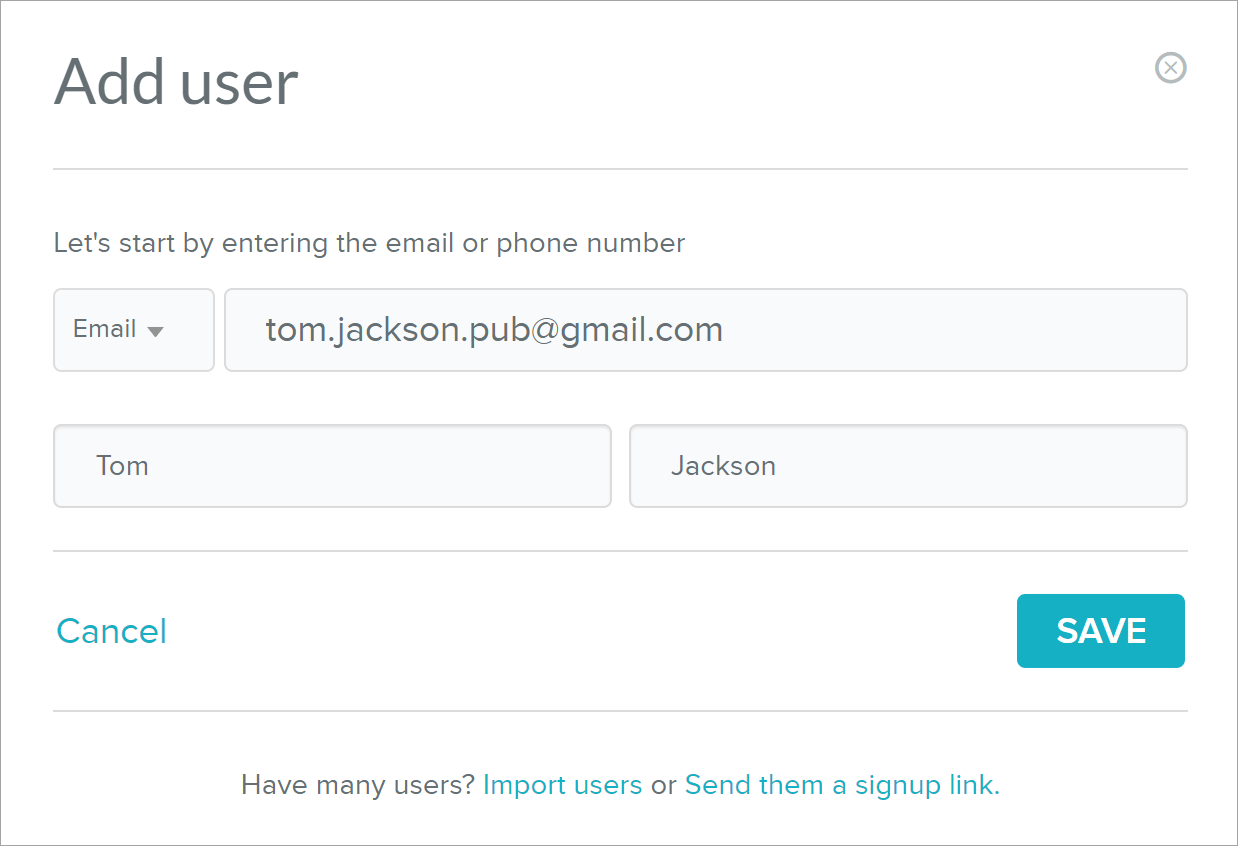 Add user
Let's start by entering the email or phone number
Email
tom.jackson.pub@gmail.com
Tom
Jackson
Cancel
SAVE
Have many users? Import users or Send them a signup link.